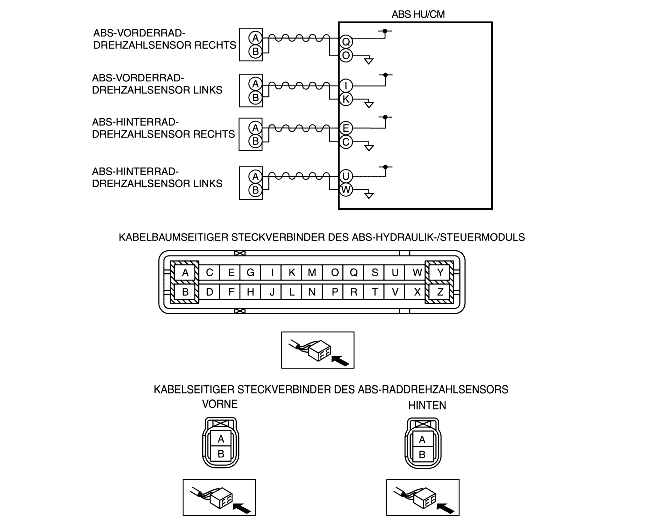 ABS HU/CM
ABS-VORDERRAD-
DREHZAHLSENSOR RECHTS
A
B
Q
O
ABS-VORDERRAD-
DREHZAHLSENSOR LINKS
A
B
I
K
ABS-HINTERRAD-
DREHZAHLSENSOR RECHTS
A
B
E
C
ABS-HINTERRAD-
DREHZAHLSENSOR LINKS
A
B
U
W
KABELBAUMSEITIGER STECKVERBINDER DES ABS-HYDRAULIK-/STEUERMODULS
A C E G I K M O Q S U W Y
B D F H J L N P R T V X Z
KABELSEITIGER STECKVERBINDER DES ABS-RADDREHZAHLSENSORS
VORNE
HINTEN
A
B
A
B